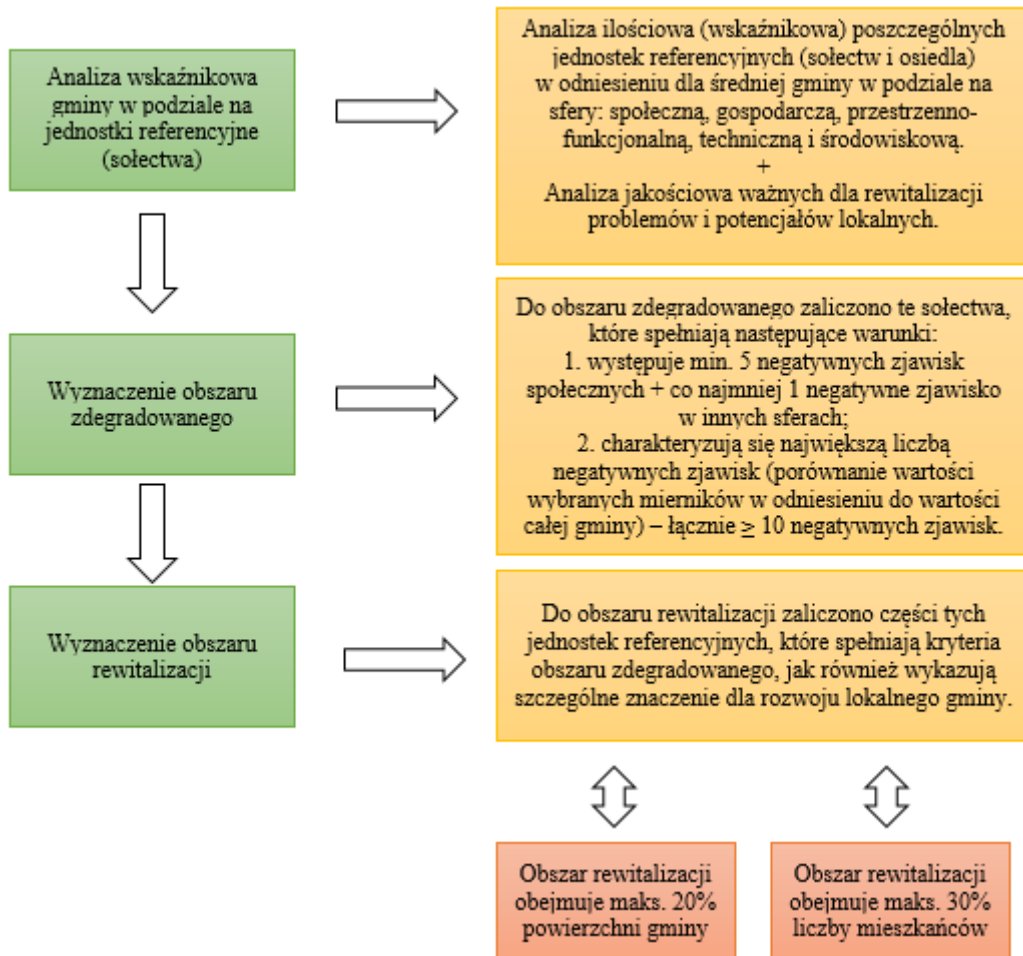 Analiza wskaźnikowa
gminy w podziale na
jednostki referencyjne
(sołectwa)
Analiza ilościowa (wskaźnikowa) poszczególnych
jednostek referencyjnych (sołectw i osiedla)
w odniesieniu dla średniej gminy w podziale na
sfery: społeczną, gospodarczą, przestrzenno-
funkcjonalną, techniczną i środowiskową.
+
Analiza jakościowa ważnych dla rewitalizacji
problemów i potencjałów lokalnych.
Wyznaczenie obszaru
zdegradowanego
Do obszaru zdegradowanego zaliczono te sołectwa,
które spełniają następujące warunki:
1. występuje min. 5 negatywnych zjawisk
społecznych + co najmniej 1 negatywne zjawisko
w innych sferach;
2. charakteryzują się największą liczbą
negatywnych zjawisk (porównanie wartości
wybranych mierników w odniesieniu do wartości
całej gminy) – łącznie ≥ 10 negatywnych zjawisk.
Wyznaczenie obszaru
rewitalizacji
Do obszaru rewitalizacji zaliczono części tych
jednostek referencyjnych, które spełniają kryteria
obszaru zdegradowanego, jak również wykazują
szczególne znaczenie dla rozwoju lokalnego gminy.
Obszar rewitalizacji
obejmuje maks. 20%
powierzchni gminy
Obszar rewitalizacji
obejmuje maks. 30%
liczby mieszkańców